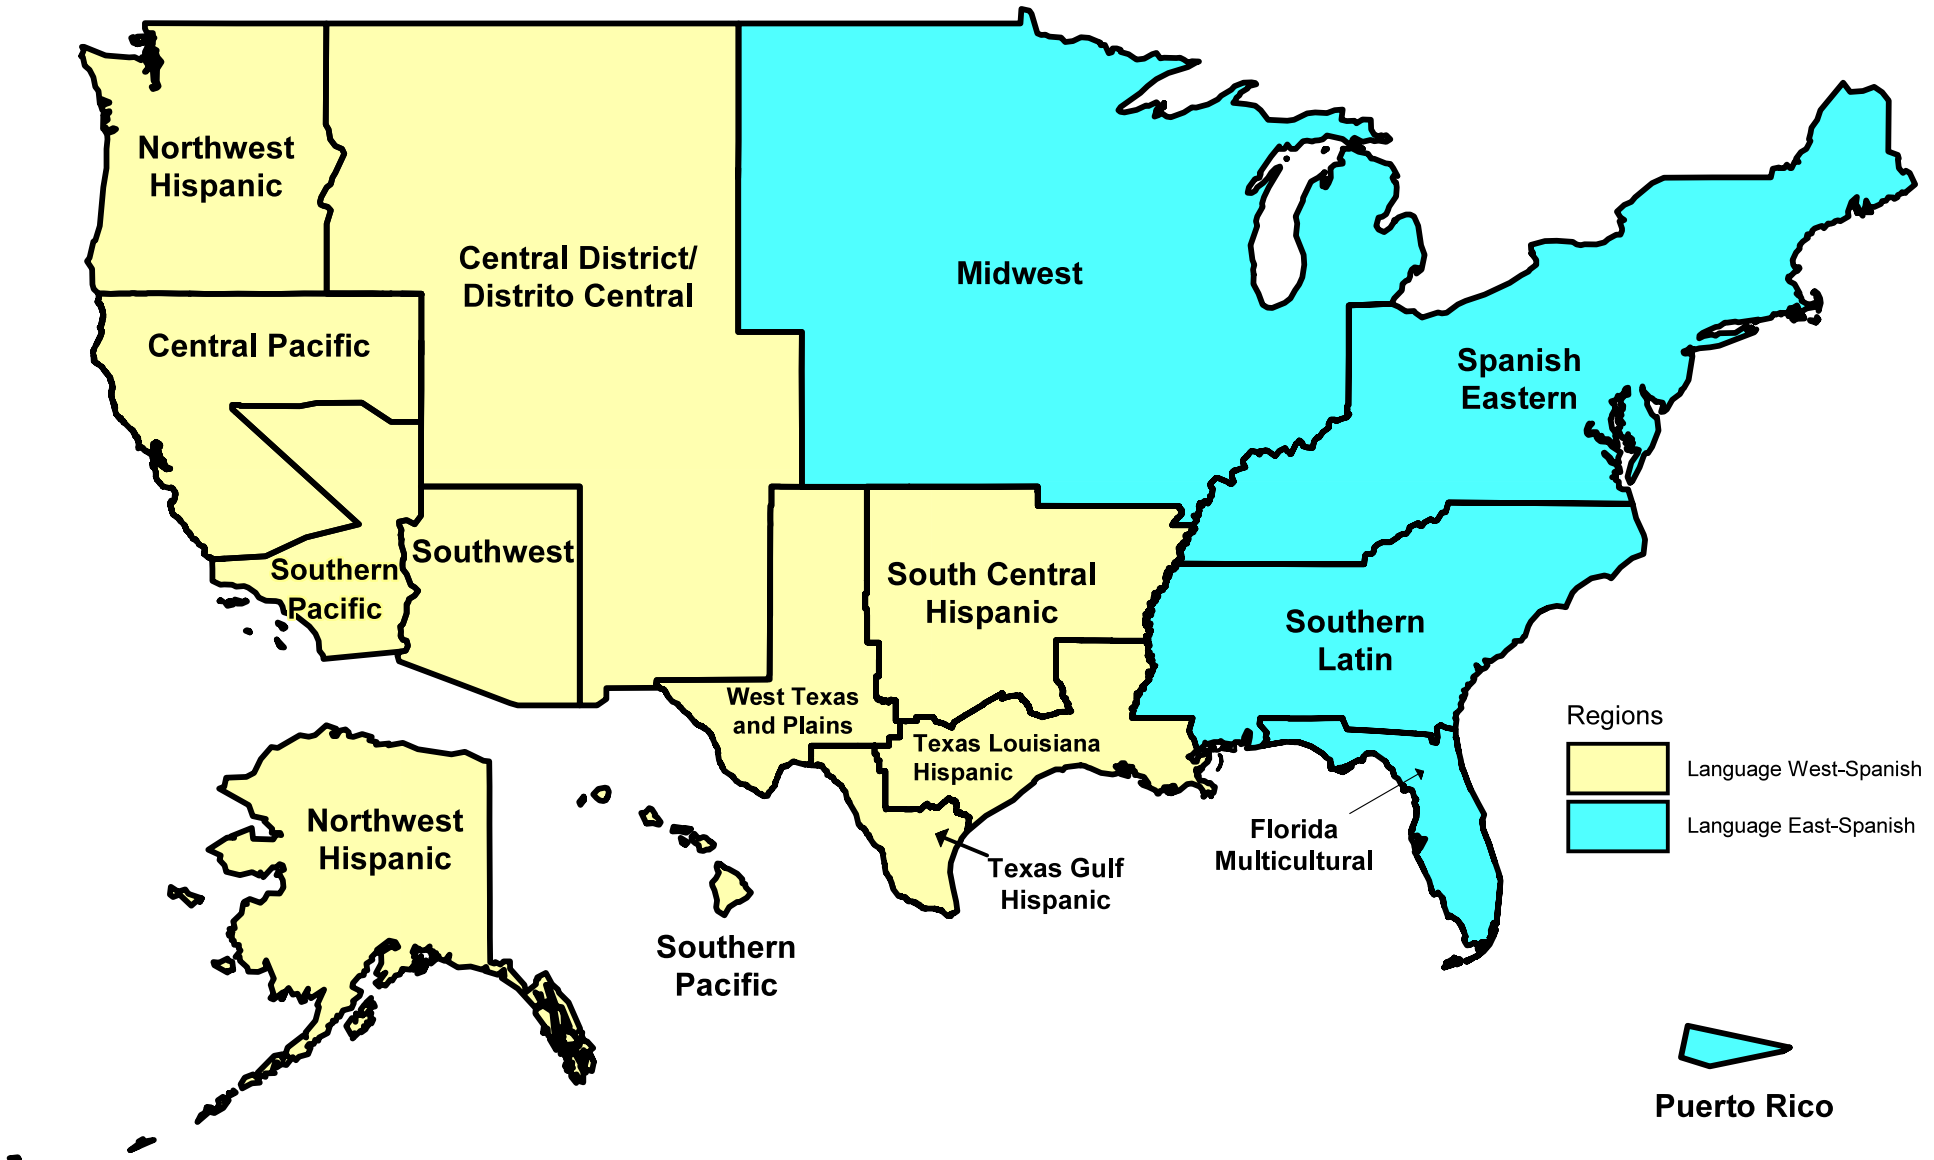 Northwest
Hispanic
Central District/
Distrito Central
Midwest
Central Pacific
Spanish
Eastern
Southwest
Southern
Pacific
South Central
Hispanic
Southern
Latin
West Texas
and Plains
Texas Louisiana
Hispanic
Regions
Language West-Spanish
Language East-Spanish
Northwest
Hispanic
Florida
Multicultural
Texas Gulf
Hispanic
Southern
Pacific
Puerto Rico